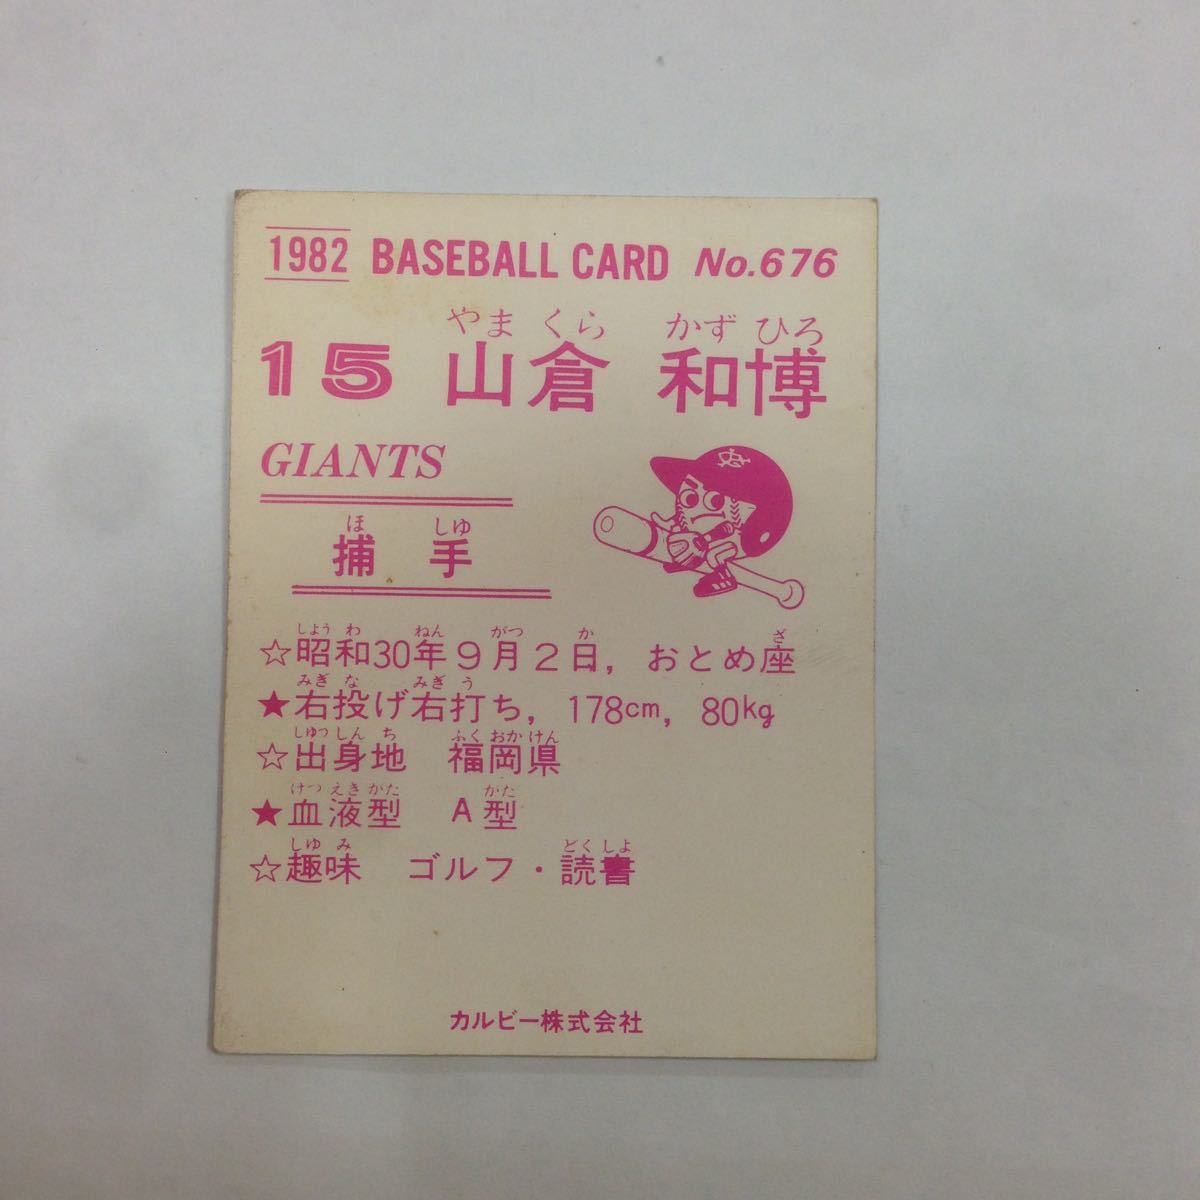 1982 BASEBALL CARD No.676
やま くら かず ひろ
15 山倉 和博
GIANTS
ほ しゅ
捕手
しょう わ ねん がつ か ざ
☆昭和30年9月2日, おとめ座
みぎ な みぎ う
★右投げ右打ち, 178cm, 80kg
しゅっ しん ち ふく おか けん
☆出身地 福岡県
けつ えき がた がた
★血液型 A型
しゅ み どく しょ
☆趣味 ゴルフ・読書
カルビー株式会社